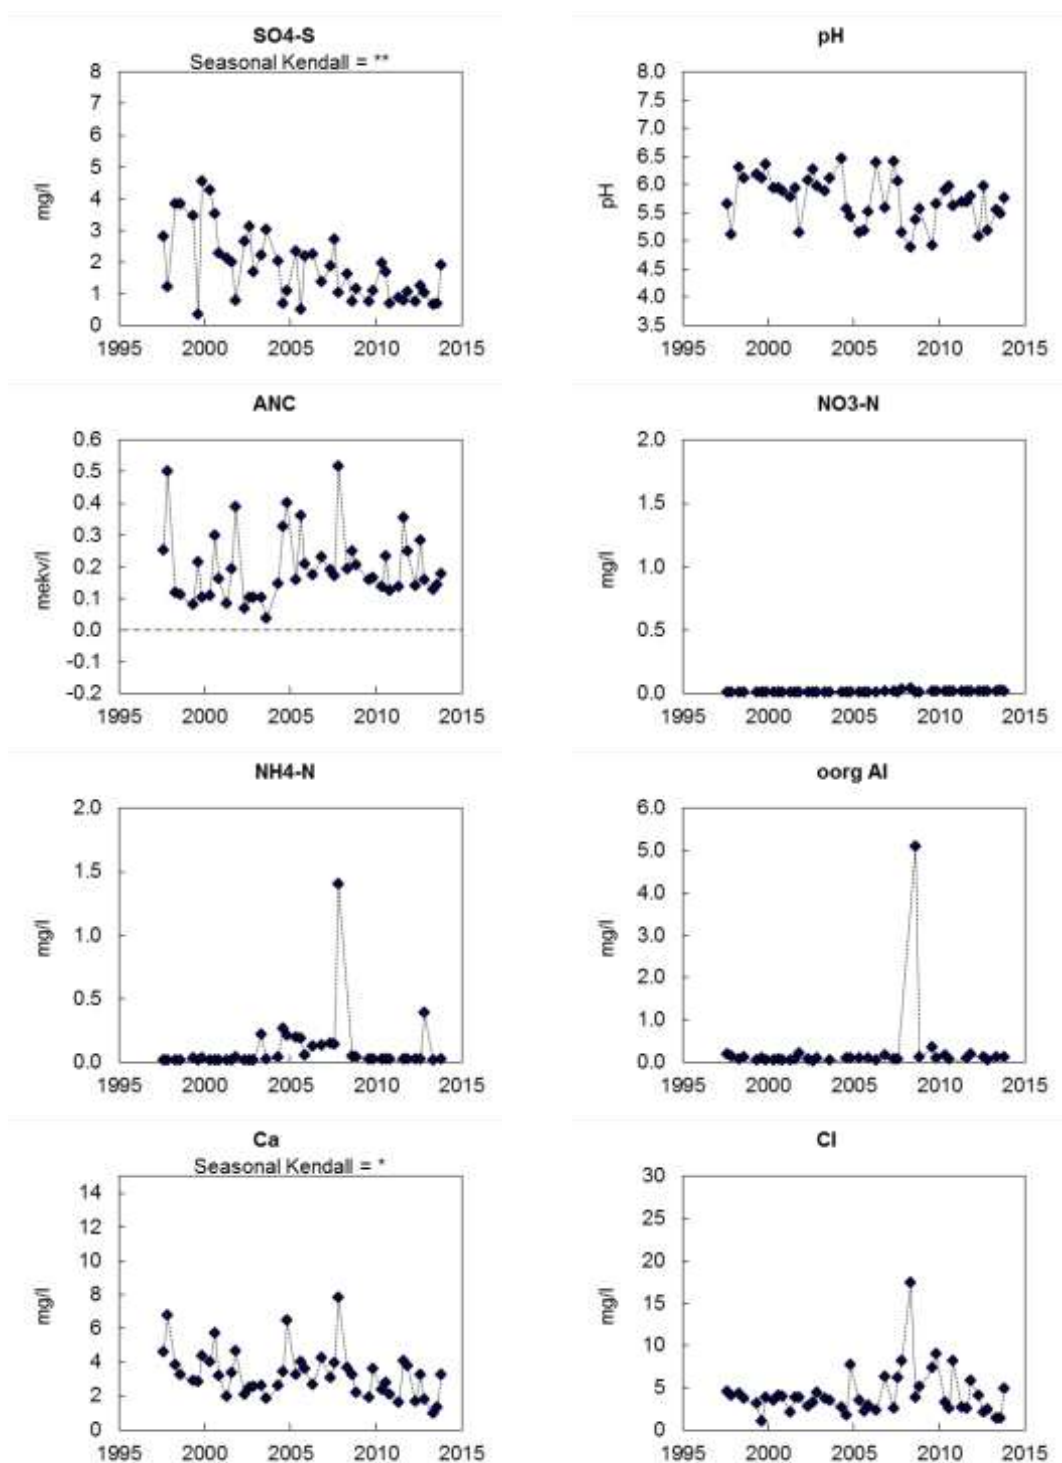 SO4-S
Seasonal Kendall = **
8
7
6
5
4
3
2
1
0
mg/l
1995 2000 2005 2010 2015
pH
8.0
7.5
7.0
6.5
6.0
5.5
5.0
4.5
4.0
3.5
pH
1995 2000 2005 2010 2015
ANC
0.6
0.5
0.4
0.3
0.2
0.1
0.0
-0.1
-0.2
mekv/l
1995 2000 2005 2010 2015
NO3-N
2.0
1.5
1.0
0.5
0.0
mg/l
1995 2000 2005 2010 2015
NH4-N
2.0
1.5
1.0
0.5
0.0
mg/l
1995 2000 2005 2010 2015
oorg Al
6.0
5.0
4.0
3.0
2.0
1.0
0.0
mg/l
1995 2000 2005 2010 2015
Ca
Seasonal Kendall = *
14
12
10
8
6
4
2
0
mg/l
1995 2000 2005 2010 2015
Cl
30
25
20
15
10
5
0
mg/l
1995 2000 2005 2010 2015